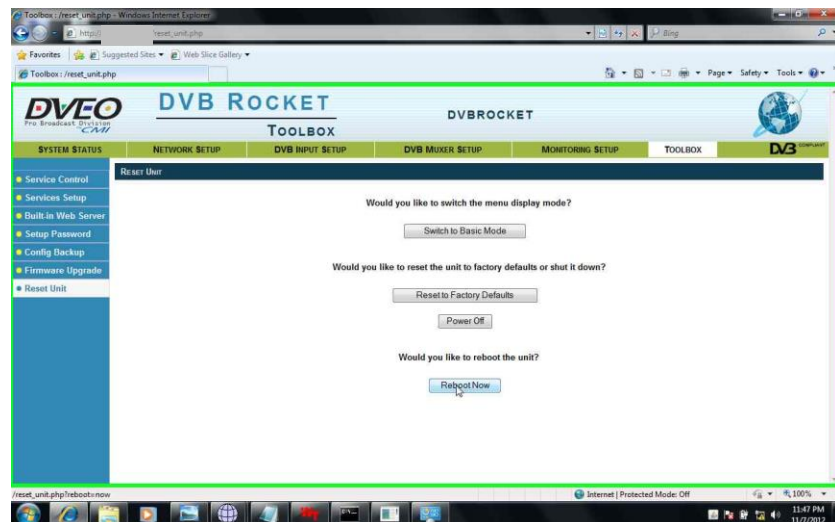 Toolbox : /reset_unit.php - Windows Internet Explorer
http:// /reset_unit.php
Bing
Favorites Suggested Sites Web Slice Gallery
Toolbox : /reset_unit.php
Page Safety Tools
DVEO
Pro Broadcast Division
CMI
DVB ROCKET
TOOLBOX
DVBROCKET
SYSTEM STATUS NETWORK SETUP DVB INPUT SETUP DVB MUXER SETUP MONITORING SETUP TOOLBOX DVB COMPLIANT
RESET UNIT
Service Control
Services Setup
Built-in Web Server
Setup Password
Config Backup
Firmware Upgrade
Reset Unit
Would you like to switch the menu display mode?
Switch to Basic Mode
Would you like to reset the unit to factory defaults or shut it down?
Reset to Factory Defaults
Power Off
Would you like to reboot the unit?
Reboot Now
/reset_unit.php?reboot=now
Internet | Protected Mode: Off
100%
11:47 PM
11/7/2012